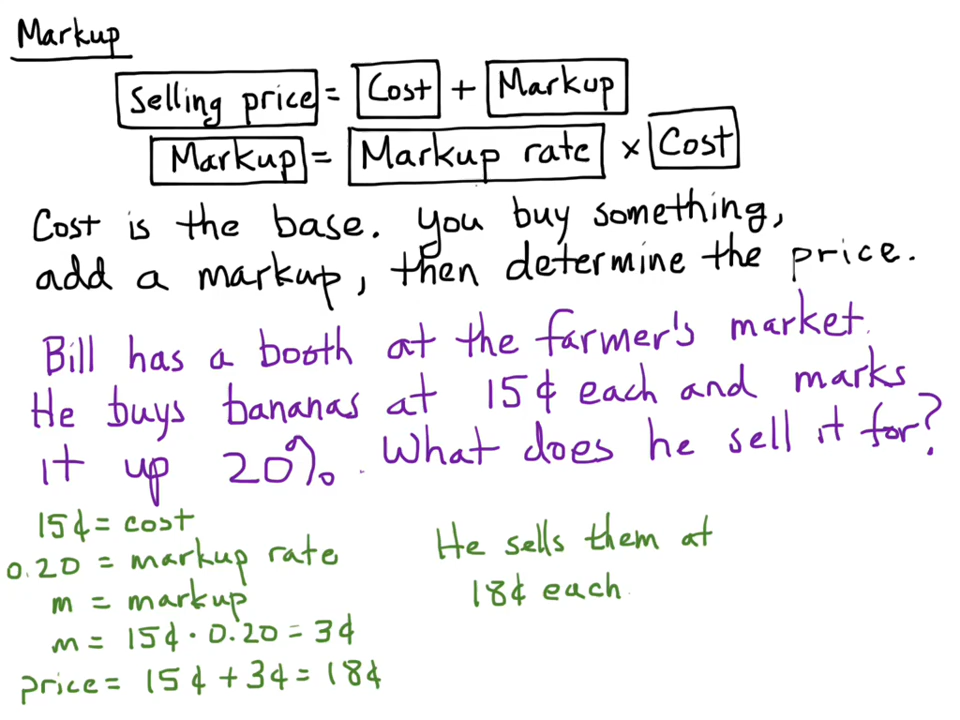 Markup
Selling price = Cost + Markup
Markup = Markup rate × Cost
Cost is the base. You buy something,
add a markup, then determine the price.
Bill has a booth at the farmer's market.
He buys bananas at 15¢ each and marks
it up 20%. What does he sell it for?
15¢ = cost
0.20 = markup rate
m = markup
m = 15¢ · 0.20 = 3¢
price = 15¢ + 3¢ = 18¢
He sells them at
18¢ each.